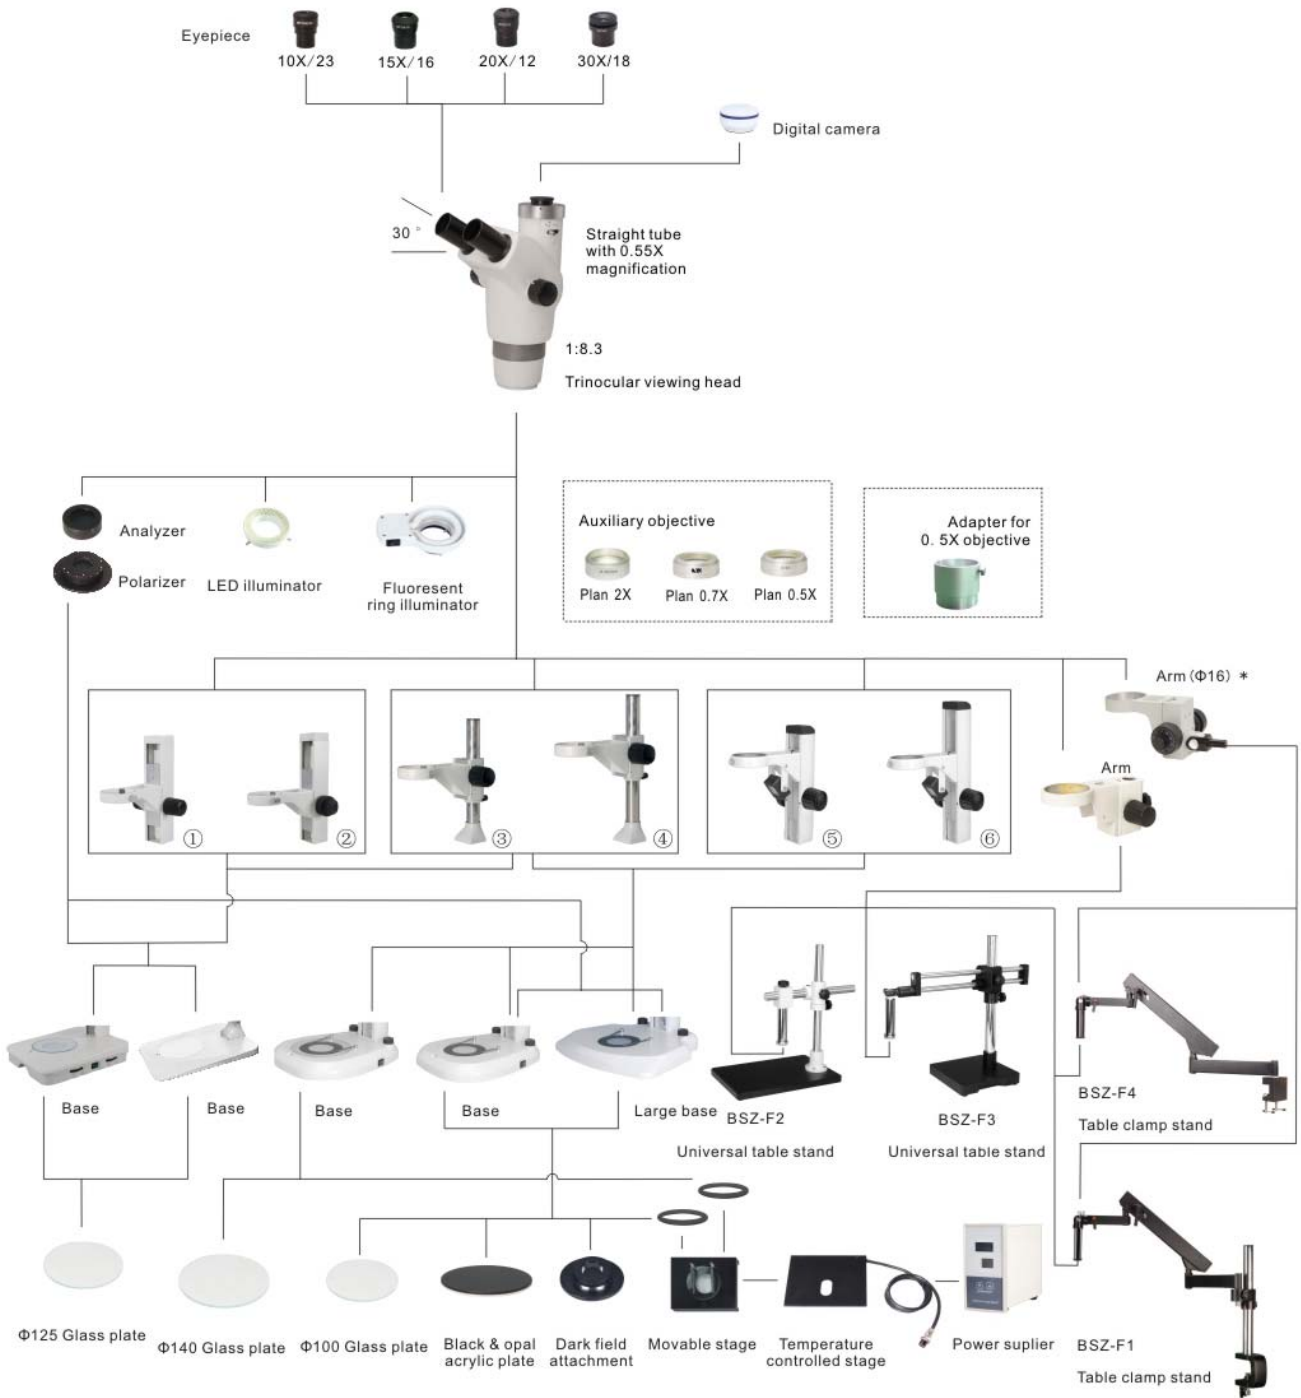 Eyepiece
10X/23
15X/16
20X/12
30X/18
Digital camera
30°
Straight tube
with 0.55X
magnification
1:8.3
Trinocular viewing head
Analyzer
Polarizer
LED illuminator
Fluoresent
ring illuminator
Auxiliary objective
Plan 2X
Plan 0.7X
Plan 0.5X
Adapter for
0. 5X objective
Arm (Φ16) *
Arm
①
②
③
④
⑤
⑥
Base
Base
Base
Base
Large base
BSZ-F2
Universal table stand
BSZ-F3
Universal table stand
BSZ-F4
Table clamp stand
Φ125 Glass plate
Φ140 Glass plate
Φ100 Glass plate
Black & opal
acrylic plate
Dark field
attachment
Movable stage
Temperature
controlled stage
Power suplier
BSZ-F1
Table clamp stand